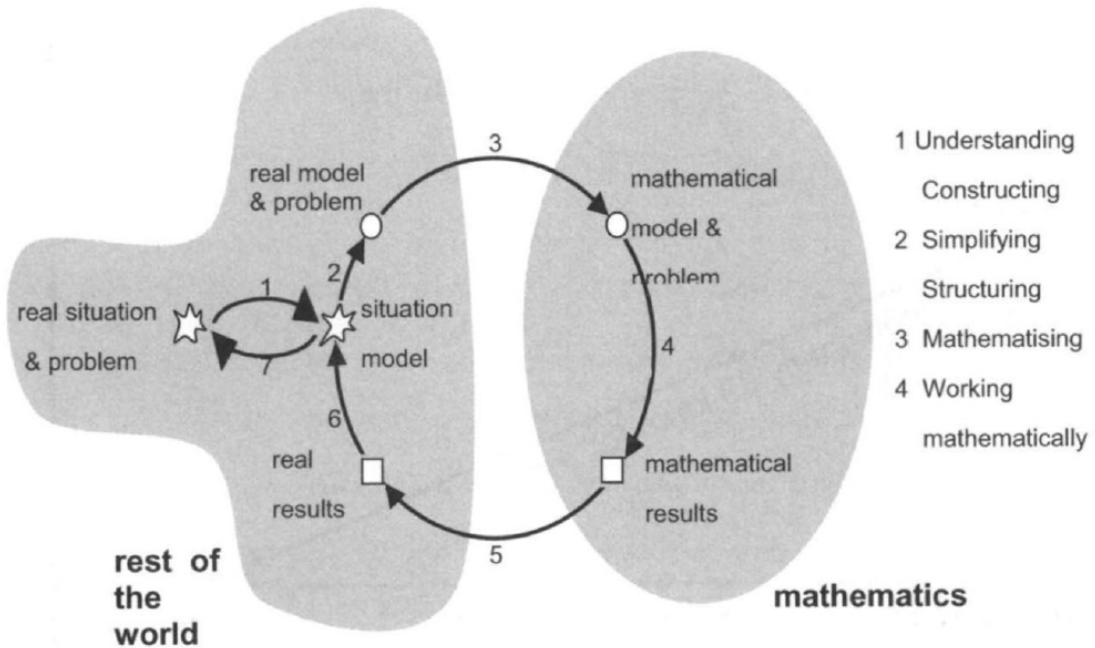 3
real model
& problem
mathematical
model &
problem
1 Understanding
Constructing
2 Simplifying
Structuring
3 Mathematising
4 Working
mathematically
2
1
real situation
& problem
situation
model
7
4
6
real
results
mathematical
results
5
rest of
the
world
mathematics